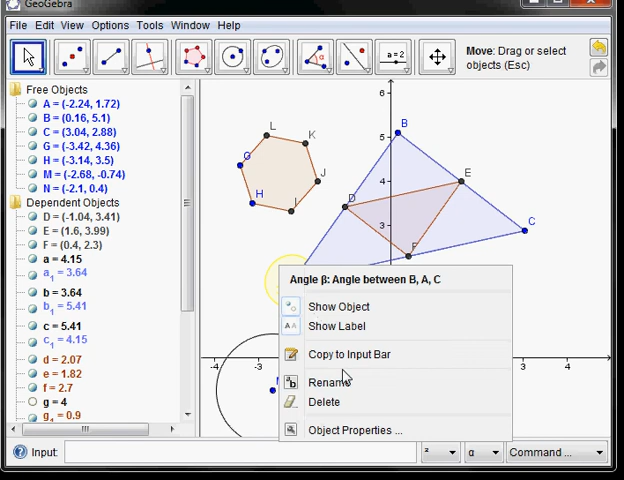 GeoGebra
File Edit View Options Tools Window Help
a = 2
Move: Drag or select
objects (Esc)
Free Objects
A = (-2.24, 1.72)
B = (0.16, 5.1)
C = (3.04, 2.88)
G = (-3.42, 4.36)
H = (-3.14, 3.5)
M = (-2.68, -0.74)
N = (-2.1, 0.4)
Dependent Objects
D = (-1.04, 3.41)
E = (1.6, 3.99)
F = (0.4, 2.3)
a = 4.15
a1 = 3.64
b = 3.64
b1 = 5.41
c = 5.41
c1 = 4.15
d = 2.07
e = 1.82
f = 2.7
g = 4
g1 = 0.9
6
5
4
3
-4 -3 3 4
L
K
G
J
H
I
B
E
D
C
F
Angle β: Angle between B, A, C
Show Object
AA Show Label
Copy to Input Bar
ab Rename
Delete
Object Properties ...
Input:
² α Command ...